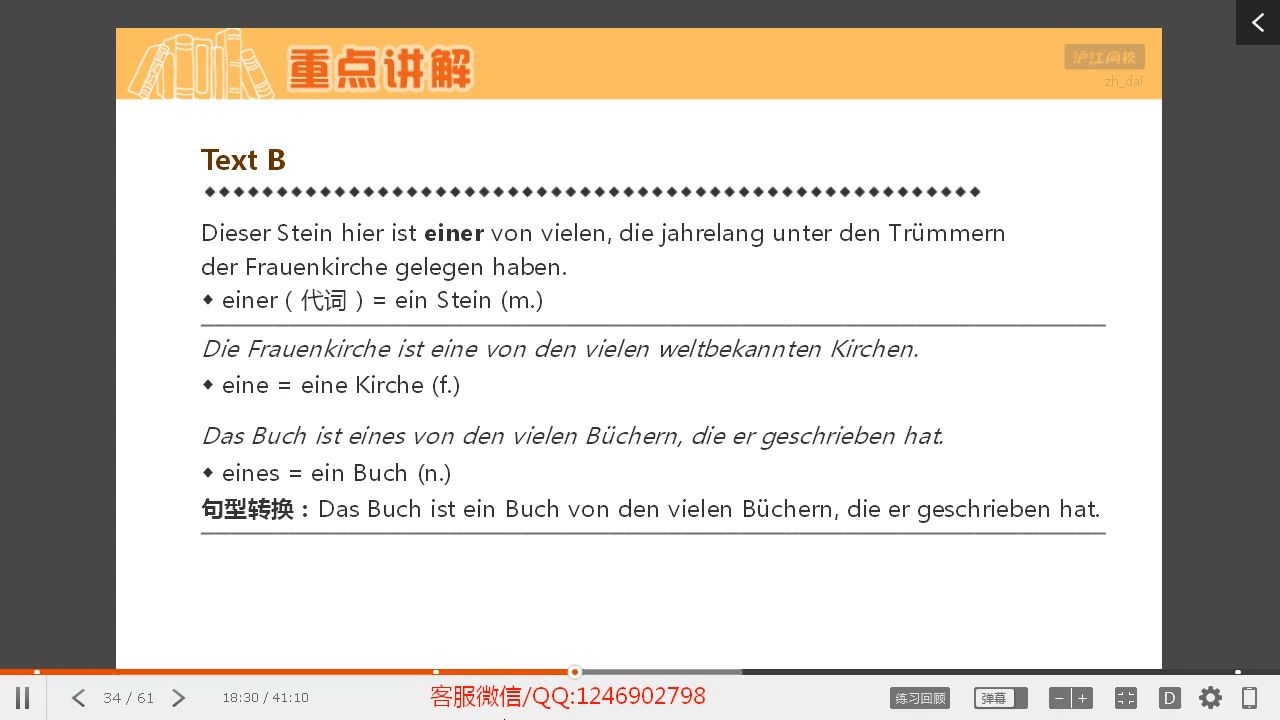 重点讲解
沪江网校
zh_dai
Text B
Dieser Stein hier ist einer von vielen, die jahrelang unter den Trümmern
der Frauenkirche gelegen haben.
einer ( 代词 ) = ein Stein (m.)
Die Frauenkirche ist eine von den vielen weltbekannten Kirchen.
eine = eine Kirche (f.)
Das Buch ist eines von den vielen Büchern, die er geschrieben hat.
eines = ein Buch (n.)
句型转换：Das Buch ist ein Buch von den vielen Büchern, die er geschrieben hat.
34 / 61 18:30 / 41:10 客服微信/QQ:1246902798 练习回顾 弹幕 D